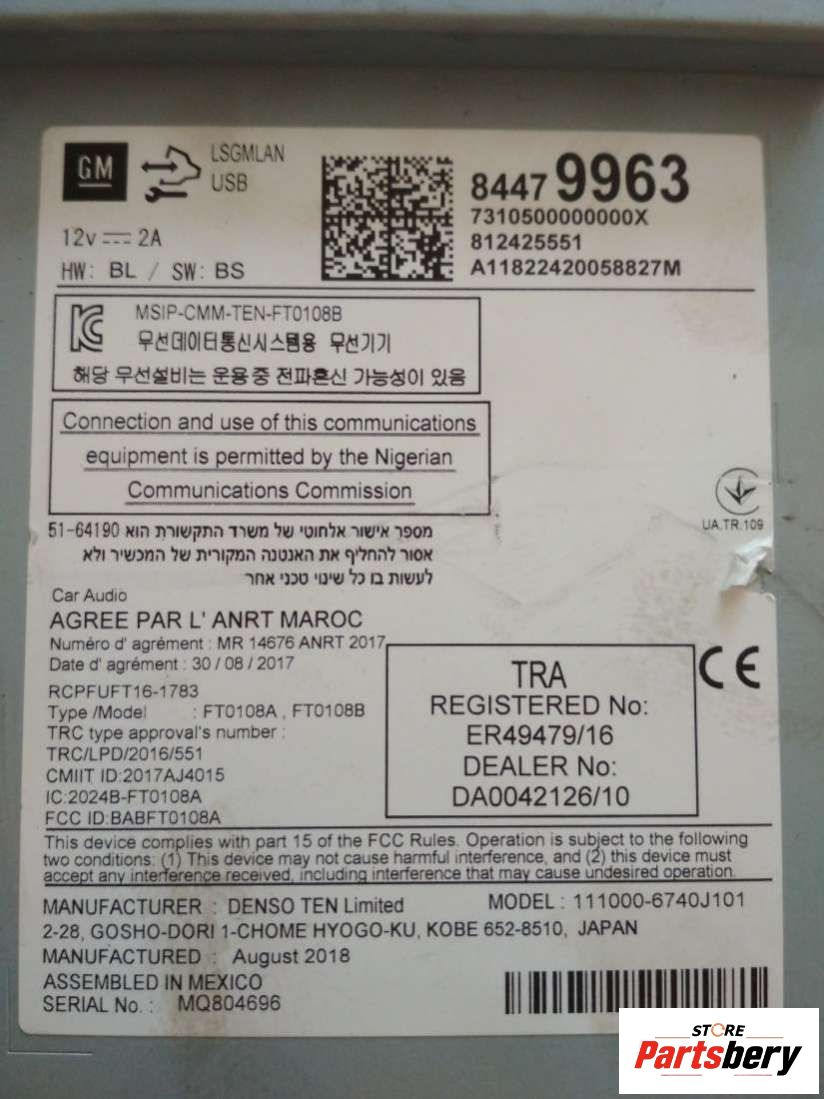 GM
LSGMLAN
USB
12v 2A
HW: BL / SW: BS
84479963
7310500000000X
812425551
A11822420058827M
MSIP-CMM-TEN-FT0108B
무선데이터통신시스템용 무선기기
해당 무선설비는 운용중 전파혼신 가능성이 있음
Connection and use of this communications
equipment is permitted by the Nigerian
Communications Commission
UA.TR.109
מספר אישור אלחוטי של משרד התקשורת הוא 51-64190
אסור להחליף את האנטנה המקורית של המכשיר ולא
לעשות בו כל שינוי טכני אחר
Car Audio
AGREE PAR L' ANRT MAROC
Numéro d' agrément : MR 14676 ANRT 2017
Date d' agrément : 30 / 08 / 2017
RCPFUFT16-1783
Type /Model : FT0108A , FT0108B
TRC type approval's number :
TRC/LPD/2016/551
CMIIT ID:2017AJ4015
IC:2024B-FT0108A
FCC ID:BABFT0108A
TRA
REGISTERED No:
ER49479/16
DEALER No:
DA0042126/10
CE
This device complies with part 15 of the FCC Rules. Operation is subject to the following
two conditions: (1) This device may not cause harmful interference, and (2) this device must
accept any interference received, including interference that may cause undesired operation.
MANUFACTURER : DENSO TEN Limited
MODEL : 111000-6740J101
2-28, GOSHO-DORI 1-CHOME HYOGO-KU, KOBE 652-8510, JAPAN
MANUFACTURED : August 2018
ASSEMBLED IN MEXICO
SERIAL No. : MQ804696
STORE
Partsbery